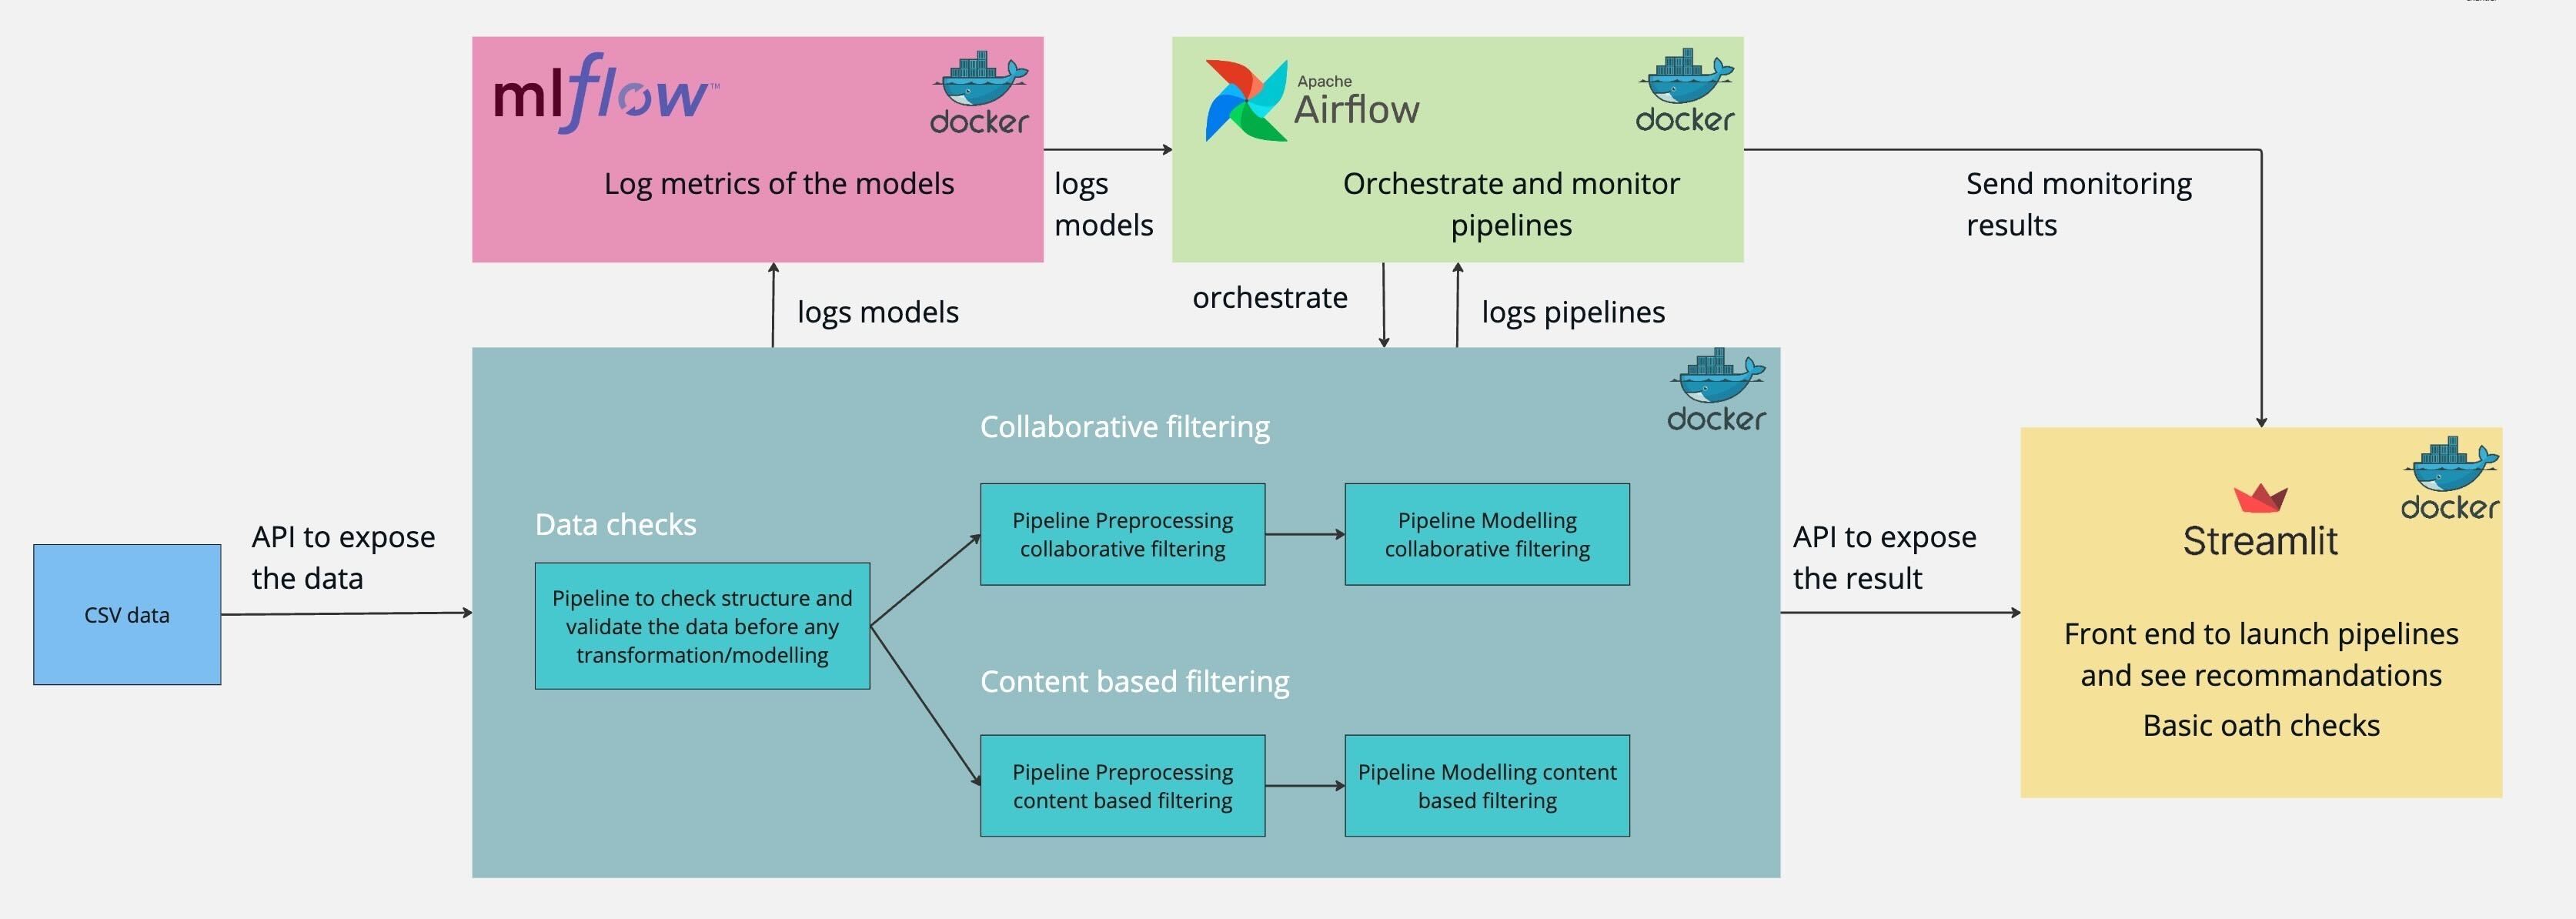 mlflow™
docker
Log metrics of the models
logs
models
Apache
Airflow
docker
Orchestrate and monitor
pipelines
Send monitoring
results
logs models
orchestrate
logs pipelines
docker
CSV data
API to expose
the data
Data checks
Pipeline to check structure and
validate the data before any
transformation/modelling
Collaborative filtering
Pipeline Preprocessing
collaborative filtering
Pipeline Modelling
collaborative filtering
Content based filtering
Pipeline Preprocessing
content based filtering
Pipeline Modelling content
based filtering
API to expose
the result
docker
Streamlit
Front end to launch pipelines
and see recommandations
Basic oath checks